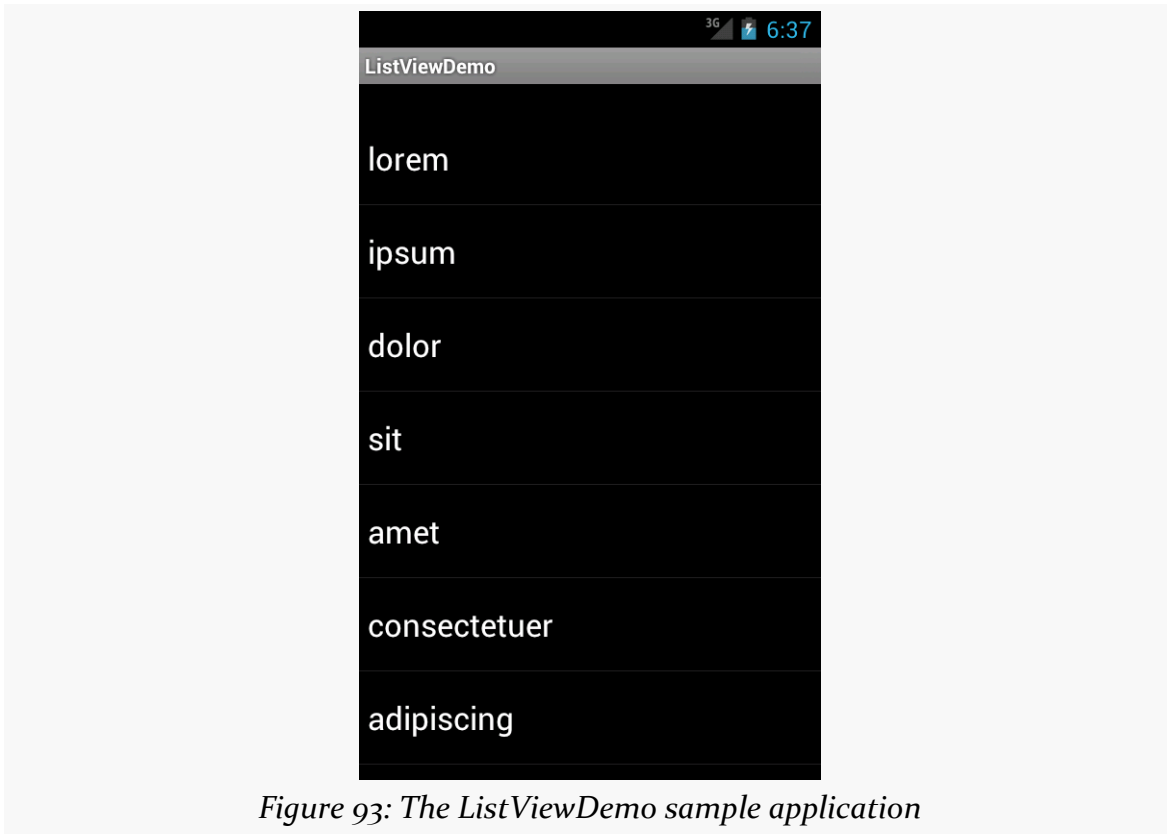 3G 6:37
ListViewDemo
lorem
ipsum
dolor
sit
amet
consectetuer
adipiscing
Figure 93: The ListViewDemo sample application